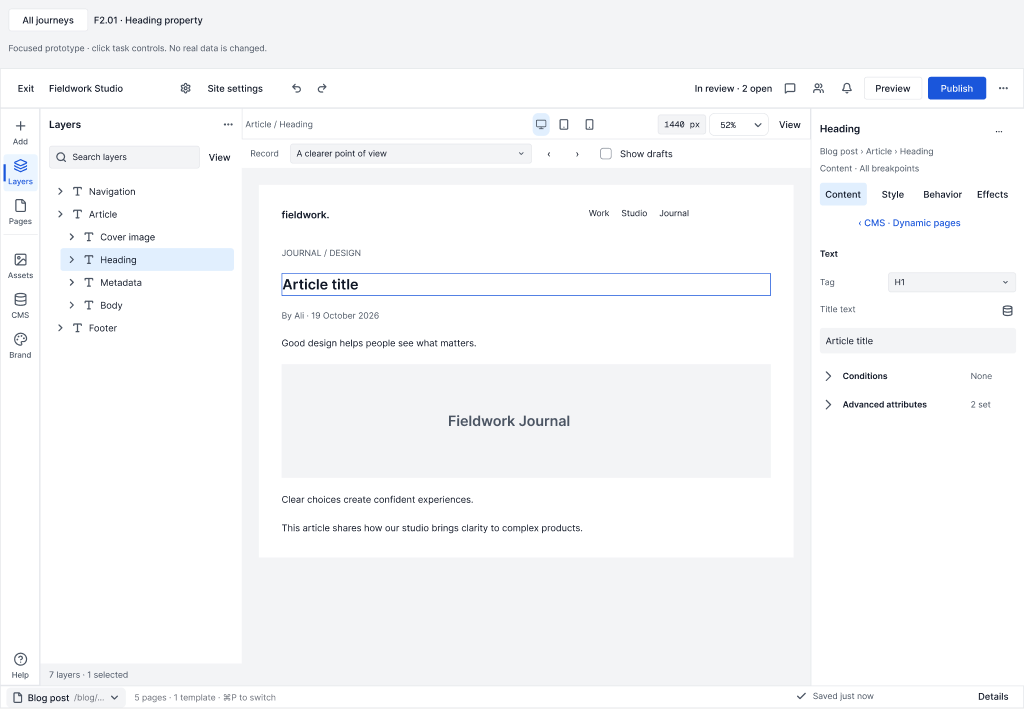 All journeys F2.01 · Heading property
Focused prototype · click task controls. No real data is changed.
Exit Fieldwork Studio Site settings In review · 2 open Preview Publish
Add
Layers
Pages
Assets
CMS
Brand
Help
Layers
Search layers View
Navigation
Article
Cover image
Heading
Metadata
Body
Footer
7 layers · 1 selected
Article / Heading 1440 px 52% View
Record A clearer point of view ‹ › Show drafts
fieldwork. Work Studio Journal
JOURNAL / DESIGN
Article title
By Ali · 19 October 2026
Good design helps people see what matters.
Fieldwork Journal
Clear choices create confident experiences.
This article shares how our studio brings clarity to complex products.
Heading ...
Blog post › Article › Heading
Content · All breakpoints
Content Style Behavior Effects
‹ CMS · Dynamic pages
Text
Tag H1
Title text
Article title
Conditions None
Advanced attributes 2 set
Blog post /blog/... 5 pages · 1 template · ⌘P to switch Saved just now Details